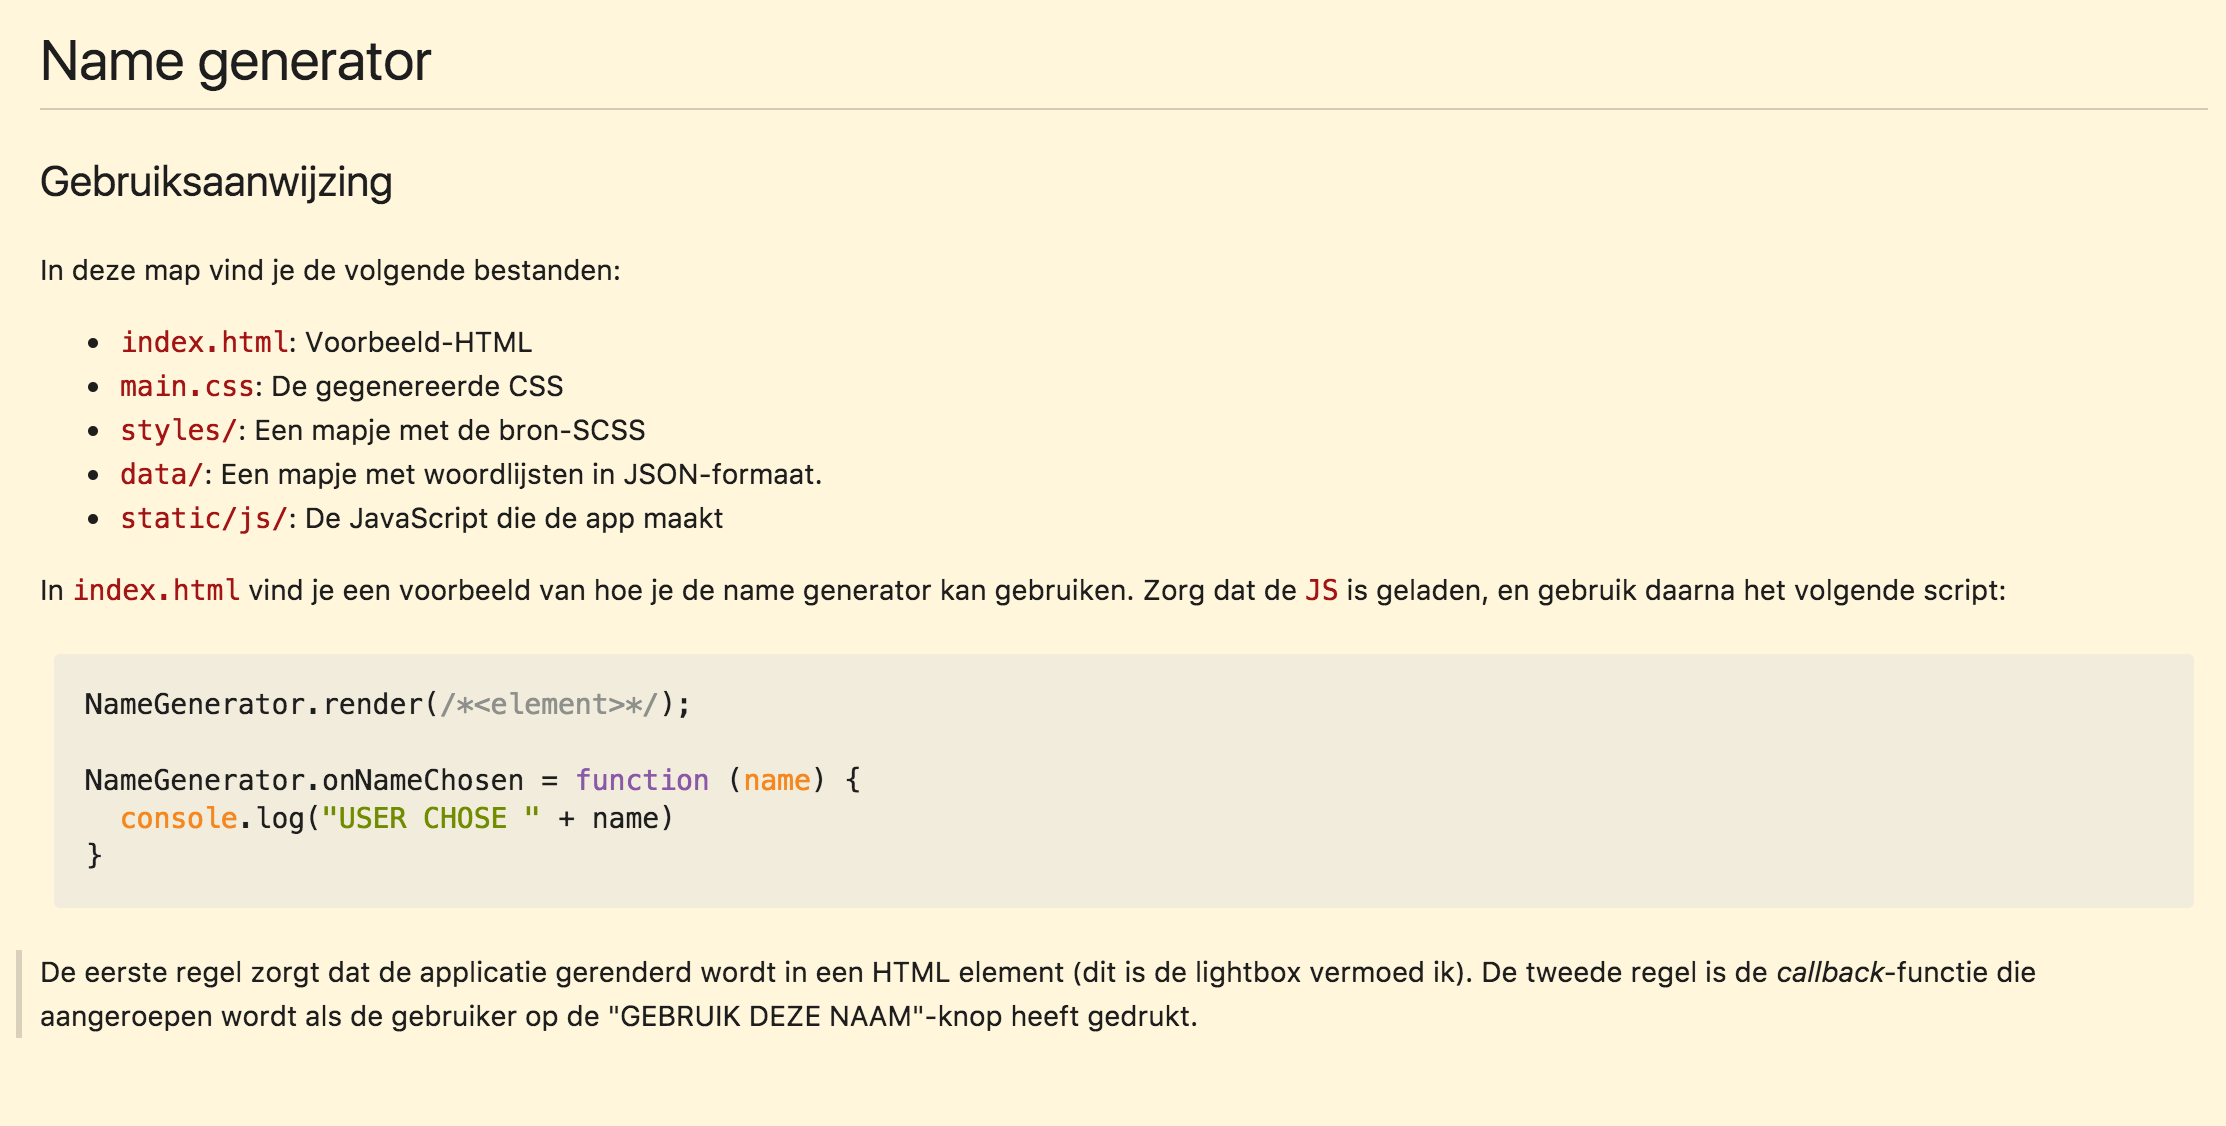 Name generator
Gebruiksaanwijzing
In deze map vind je de volgende bestanden:
• index.html: Voorbeeld-HTML
• main.css: De gegenereerde CSS
• styles/: Een mapje met de bron-SCSS
• data/: Een mapje met woordlijsten in JSON-formaat.
• static/js/: De JavaScript die de app maakt
In index.html vind je een voorbeeld van hoe je de name generator kan gebruiken. Zorg dat de JS is geladen, en gebruik daarna het volgende script:
NameGenerator.render(/*<element>*/);
NameGenerator.onNameChosen = function (name) {
  console.log("USER CHOSE " + name)
}
De eerste regel zorgt dat de applicatie gerenderd wordt in een HTML element (dit is de lightbox vermoed ik). De tweede regel is de callback-functie die
aangeroepen wordt als de gebruiker op de "GEBRUIK DEZE NAAM"-knop heeft gedrukt.